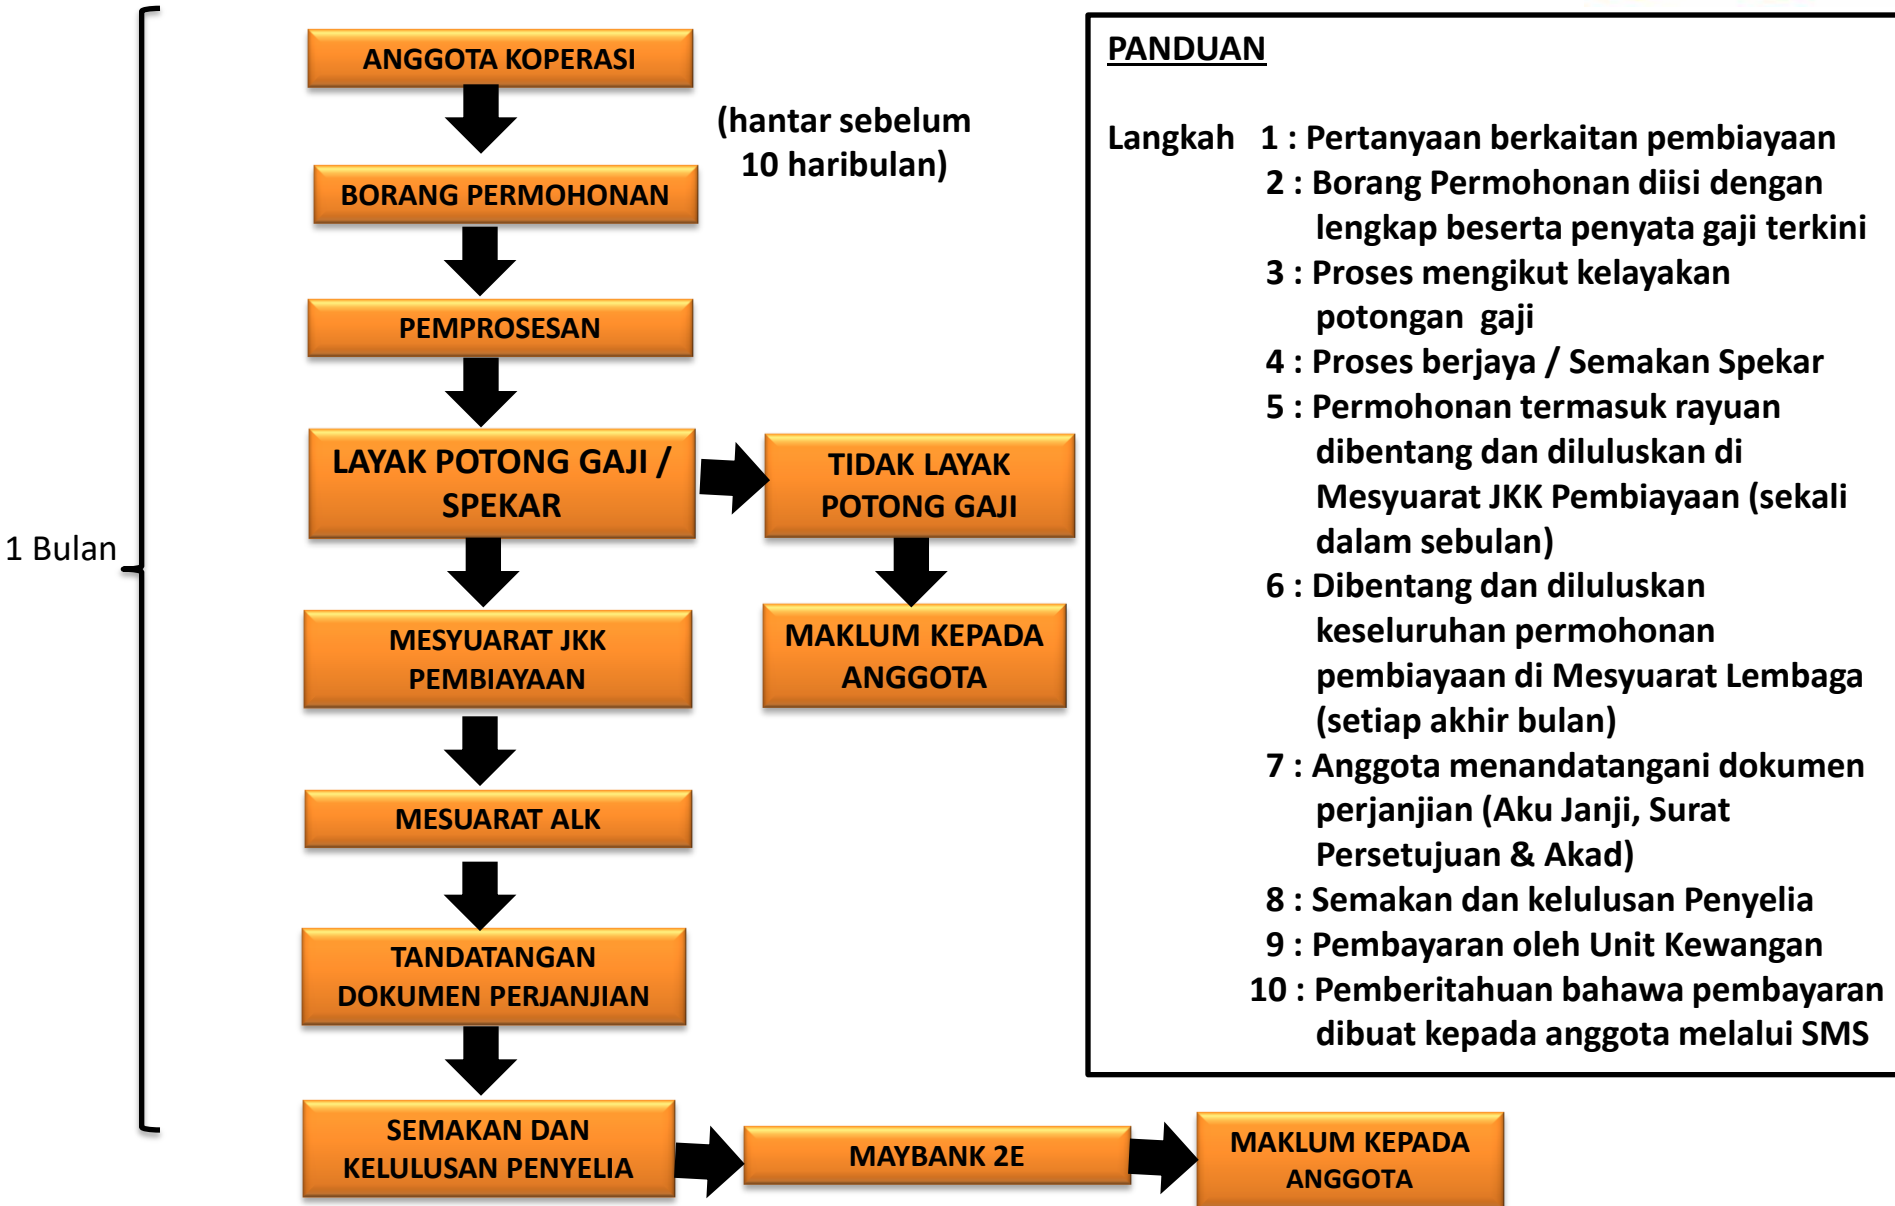 ANGGOTA KOPERASI
(hantar sebelum
10 haribulan)
BORANG PERMOHONAN
PEMPROSESAN
LAYAK POTONG GAJI /
SPEKAR
TIDAK LAYAK
POTONG GAJI
1 Bulan
MESYUARAT JKK
PEMBIAYAAN
MAKLUM KEPADA
ANGGOTA
MESUARAT ALK
TANDATANGAN
DOKUMEN PERJANJIAN
SEMAKAN DAN
KELULUSAN PENYELIA
MAYBANK 2E
MAKLUM KEPADA
ANGGOTA
PANDUAN
Langkah 1 : Pertanyaan berkaitan pembiayaan
2 : Borang Permohonan diisi dengan
lengkap beserta penyata gaji terkini
3 : Proses mengikut kelayakan
potongan gaji
4 : Proses berjaya / Semakan Spekar
5 : Permohonan termasuk rayuan
dibentang dan diluluskan di
Mesyuarat JKK Pembiayaan (sekali
dalam sebulan)
6 : Dibentang dan diluluskan
keseluruhan permohonan
pembiayaan di Mesyuarat Lembaga
(setiap akhir bulan)
7 : Anggota menandatangani dokumen
perjanjian (Aku Janji, Surat
Persetujuan & Akad)
8 : Semakan dan kelulusan Penyelia
9 : Pembayaran oleh Unit Kewangan
10 : Pemberitahuan bahawa pembayaran
dibuat kepada anggota melalui SMS